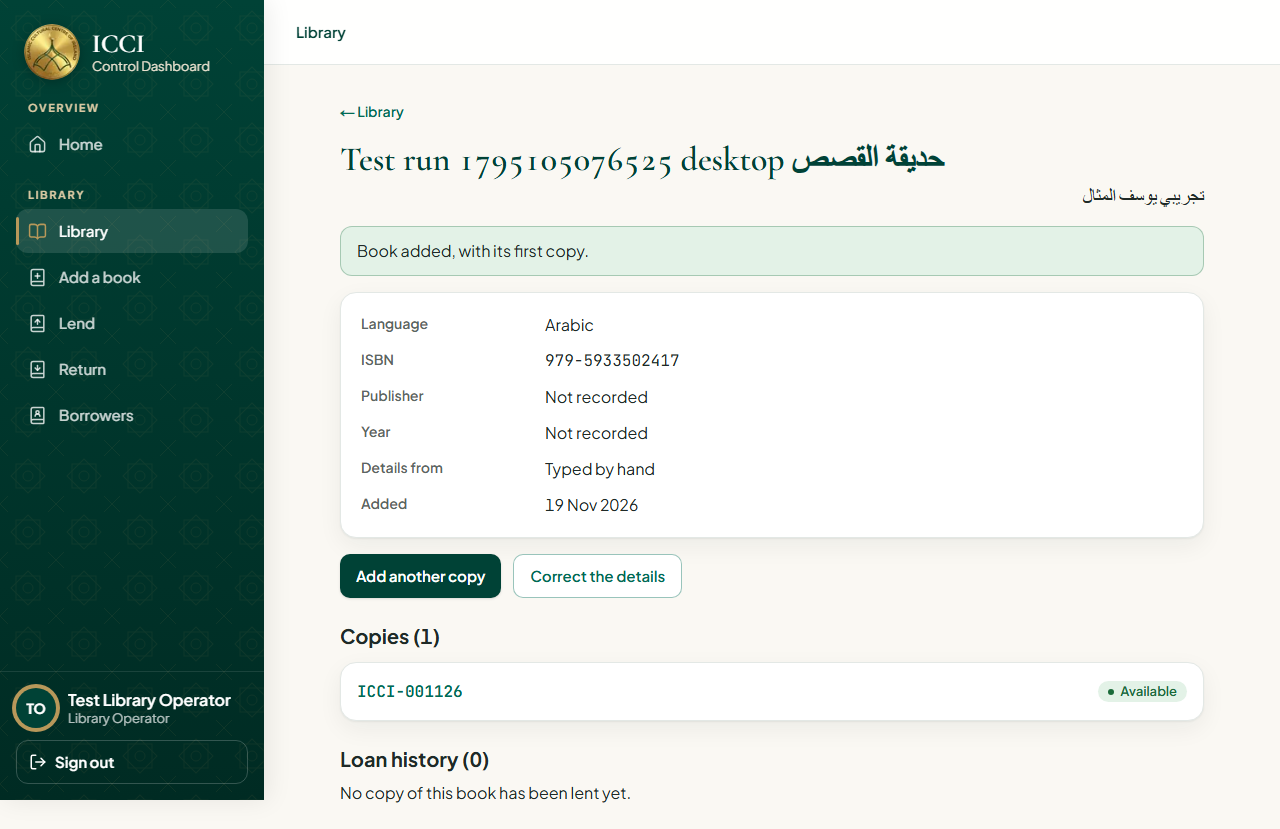 ICCI
Control Dashboard
OVERVIEW
Home
LIBRARY
Library
Add a book
Lend
Return
Borrowers
TO
Test Library Operator
Library Operator
Sign out
Library
← Library
Test run 1795105076525 desktop حديقة القصص
تجريبي يوسف المثال
Book added, with its first copy.
Language Arabic
ISBN 979-5933502417
Publisher Not recorded
Year Not recorded
Details from Typed by hand
Added 19 Nov 2026
Add another copy
Correct the details
Copies (1)
ICCI-001126
Available
Loan history (0)
No copy of this book has been lent yet.